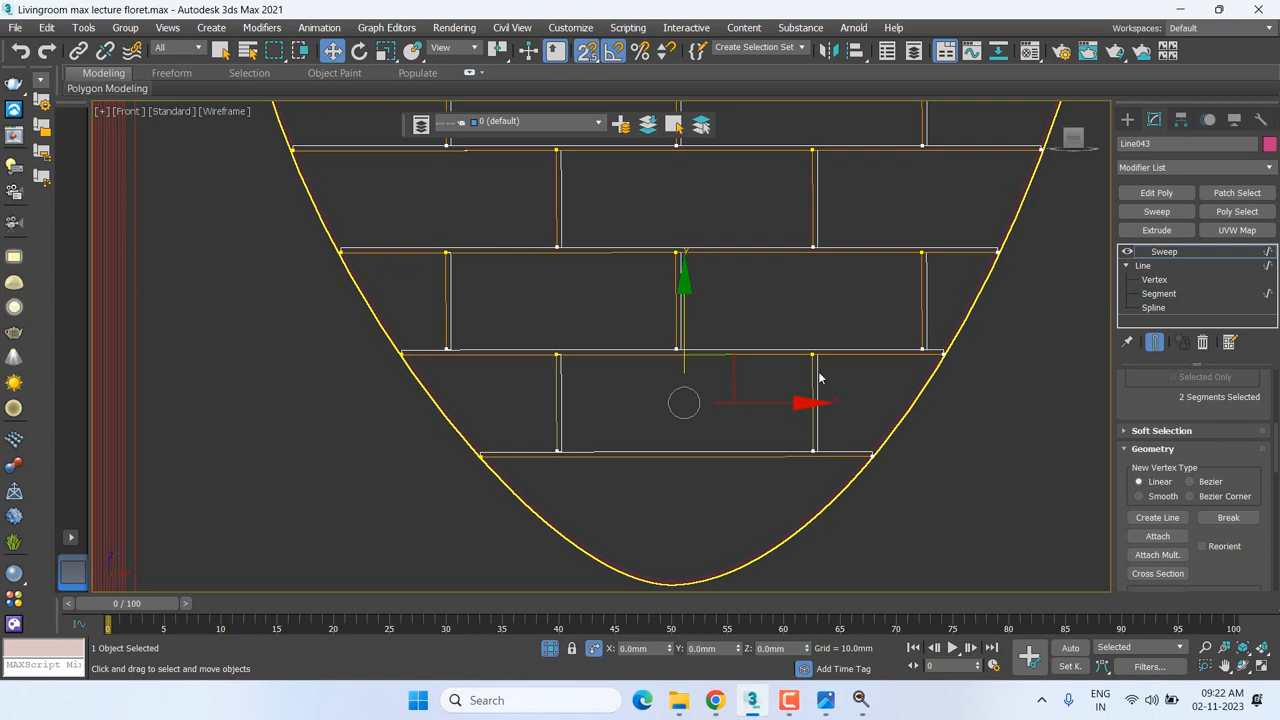 Livingroom max lecture floret.max - Autodesk 3ds Max 2021
File Edit Tools Group Views Create Modifiers Animation Graph Editors Rendering Civil View Customize Scripting Interactive Content Substance Arnold Help Workspaces: Default
All View Create Selection Set
Modeling Freeform Selection Object Paint Populate
Polygon Modeling
[+] [Front] [Standard] [Wireframe]
0 (default)
Line043
Modifier List
Edit Poly Patch Select
Sweep Poly Select
Extrude UVW Map
Sweep
Line
Vertex
Segment
Spline
Selected Only
2 Segments Selected
Soft Selection
Geometry
New Vertex Type
Linear Bezier
Smooth Bezier Corner
Create Line Break
Attach Reorient
Attach Mult.
Cross Section
y
< 0 / 100 >
0 5 10 15 20 25 30 35 40 45 50 55 60 65 70 75 80 85 90 95 100
1 Object Selected X: 0.0mm Y: 0.0mm Z: 0.0mm Grid = 10.0mm Auto Selected
MAXScript Mi Click and drag to select and move objects Add Time Tag 0 Set K. Filters...
Search
ENG
IN
09:22 AM
02-11-2023